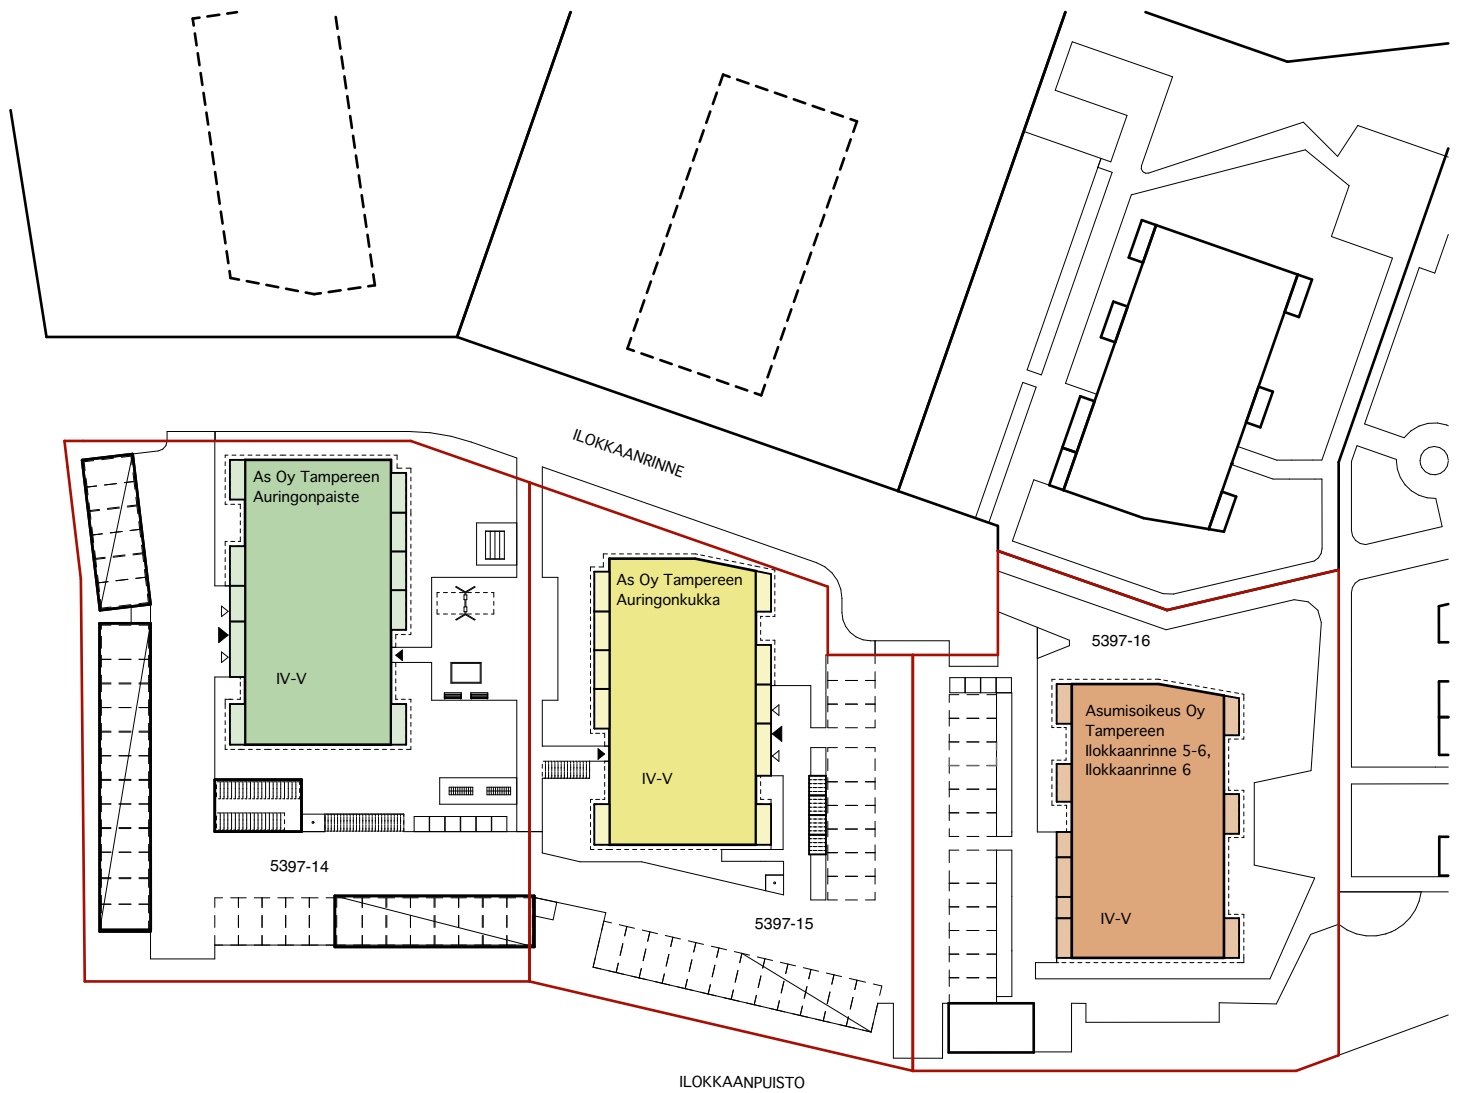 ILOKKAANRINNE
As Oy Tampereen
Auringonpaiste
IV-V
5397-14
As Oy Tampereen
Auringonkukka
IV-V
5397-15
5397-16
Asumisoikeus Oy
Tampereen
Ilokkaanrinne 5-6,
Ilokkaanrinne 6
IV-V
ILOKKAANPUISTO